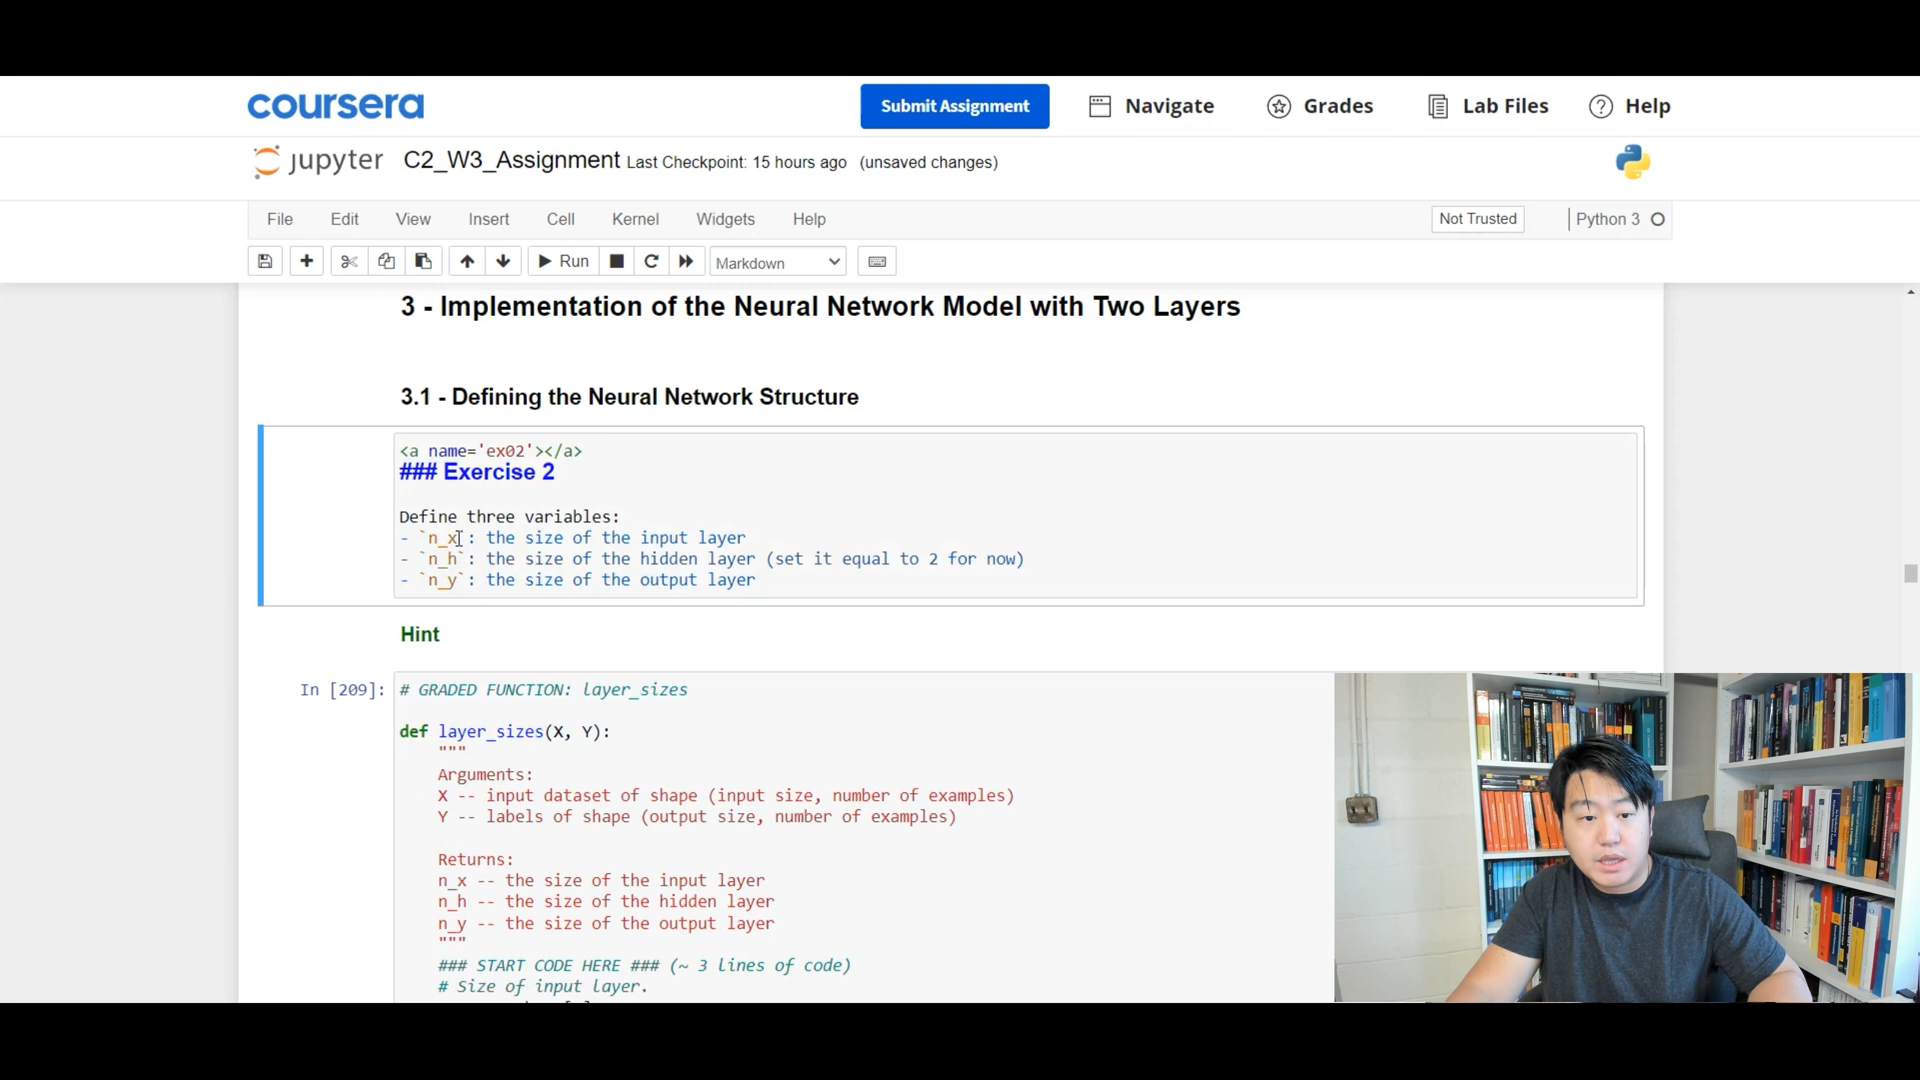 coursera
Submit Assignment
Navigate
Grades
Lab Files
Help
jupyter C2_W3_Assignment Last Checkpoint: 15 hours ago (unsaved changes)
File Edit View Insert Cell Kernel Widgets Help
Not Trusted
Python 3
Run
Markdown
3 - Implementation of the Neural Network Model with Two Layers
3.1 - Defining the Neural Network Structure
<a name='ex02'></a>
### Exercise 2
Define three variables:
- `n_x`: the size of the input layer
- `n_h`: the size of the hidden layer (set it equal to 2 for now)
- `n_y`: the size of the output layer
Hint
In [209]:
# GRADED FUNCTION: layer_sizes
def layer_sizes(X, Y):
"""
Arguments:
X -- input dataset of shape (input size, number of examples)
Y -- labels of shape (output size, number of examples)
Returns:
n_x -- the size of the input layer
n_h -- the size of the hidden layer
n_y -- the size of the output layer
"""
### START CODE HERE ### (~ 3 lines of code)
# Size of input layer.